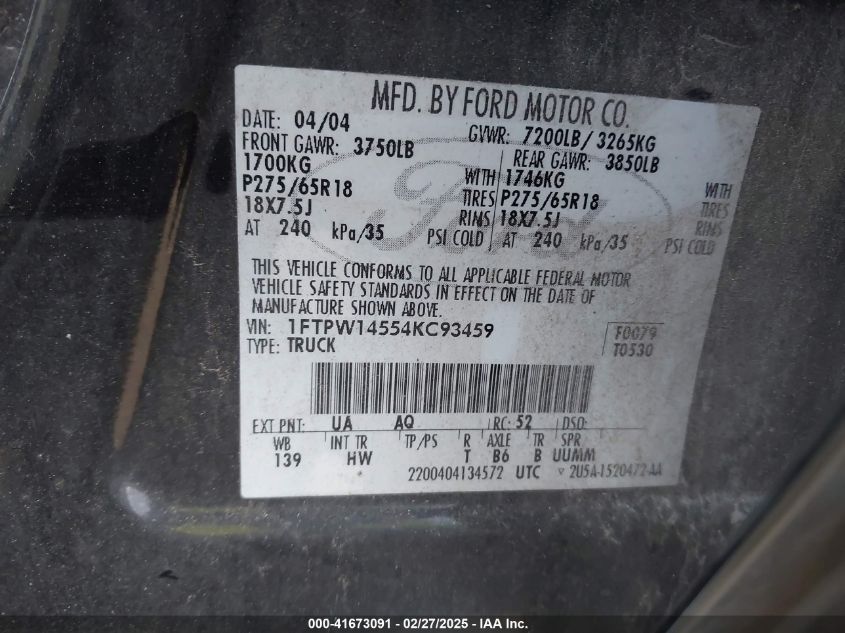 MFD. BY FORD MOTOR CO.
DATE: 04/04 GVWR: 7200LB / 3265KG
FRONT GAWR: 3750LB REAR GAWR: 3850LB
1700KG WITH 1746KG WITH
P275/65R18 TIRES P275/65R18 TIRES
18X7.5J RIMS 18X7.5J RIMS
AT 240 kPa/35 PSI COLD AT 240 kPa/35 PSI COLD
Ford
THIS VEHICLE CONFORMS TO ALL APPLICABLE FEDERAL MOTOR
VEHICLE SAFETY STANDARDS IN EFFECT ON THE DATE OF
MANUFACTURE SHOWN ABOVE.
VIN: 1FTPW14554KC93459 F0079
TYPE: TRUCK T0530
EXT PNT: UA AQ RC: 52 DSO:
WB INT TR TP/PS R AXLE TR SPR
139 HW T B6 B UUMM
2200404134572 UTC ▽ 2U5A-1520472-AA
000-41673091 - 02/27/2025 - IAA Inc.